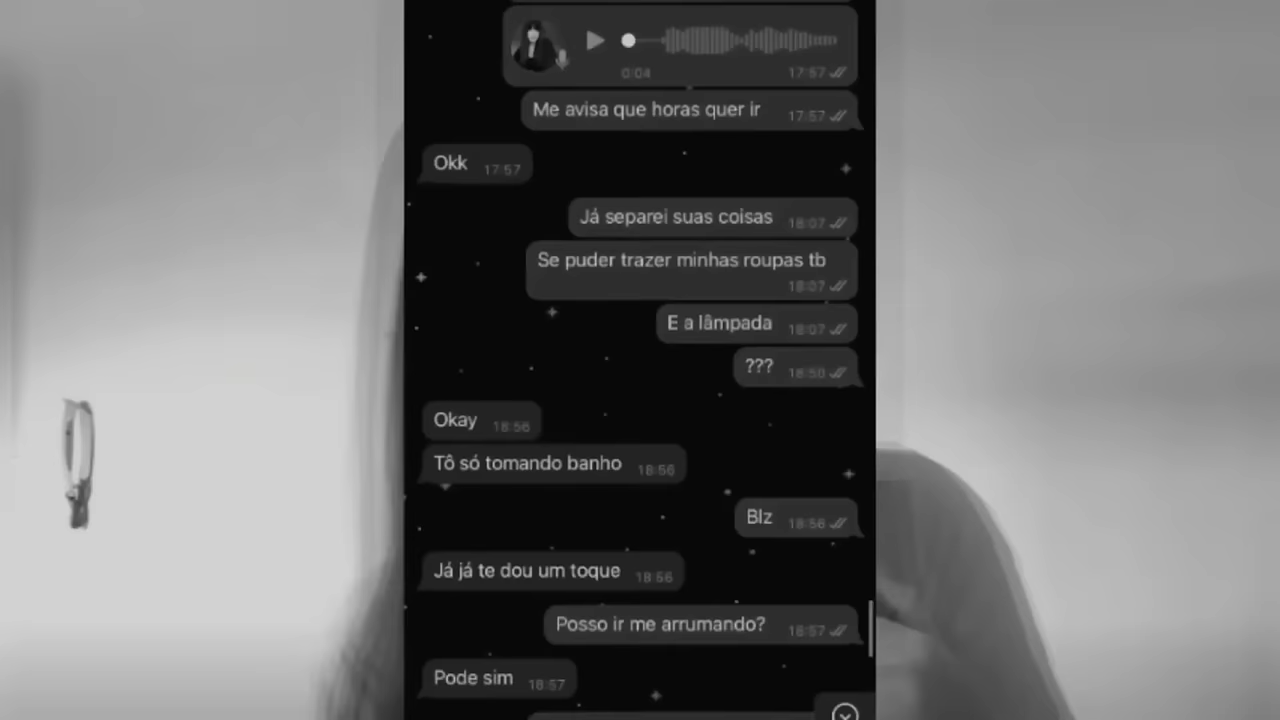 0:04 17:57
Me avisa que horas quer ir 17:57
Okk 17:57
Já separei suas coisas 18:07
Se puder trazer minhas roupas tb
18:07
E a lâmpada 18:07
??? 18:50
Okay 18:56
Tô só tomando banho 18:56
Blz 18:56
Já já te dou um toque 18:56
Posso ir me arrumando? 18:57
Pode sim 18:57